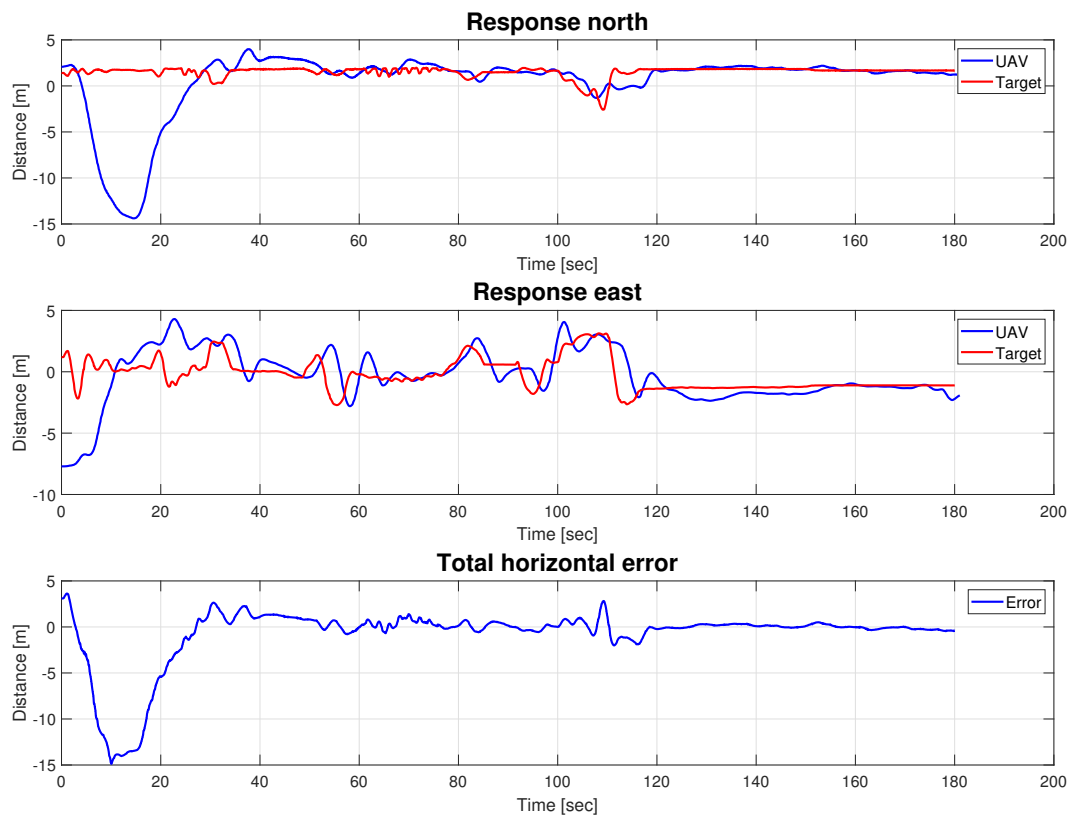 Response north
5
0
-5
-10
-15
Distance [m]
0 20 40 60 80 100 120 140 160 180 200
Time [sec]
UAV
Target
Response east
5
0
-5
-10
Distance [m]
0 20 40 60 80 100 120 140 160 180 200
Time [sec]
UAV
Target
Total horizontal error
5
0
-5
-10
-15
Distance [m]
0 20 40 60 80 100 120 140 160 180 200
Time [sec]
Error